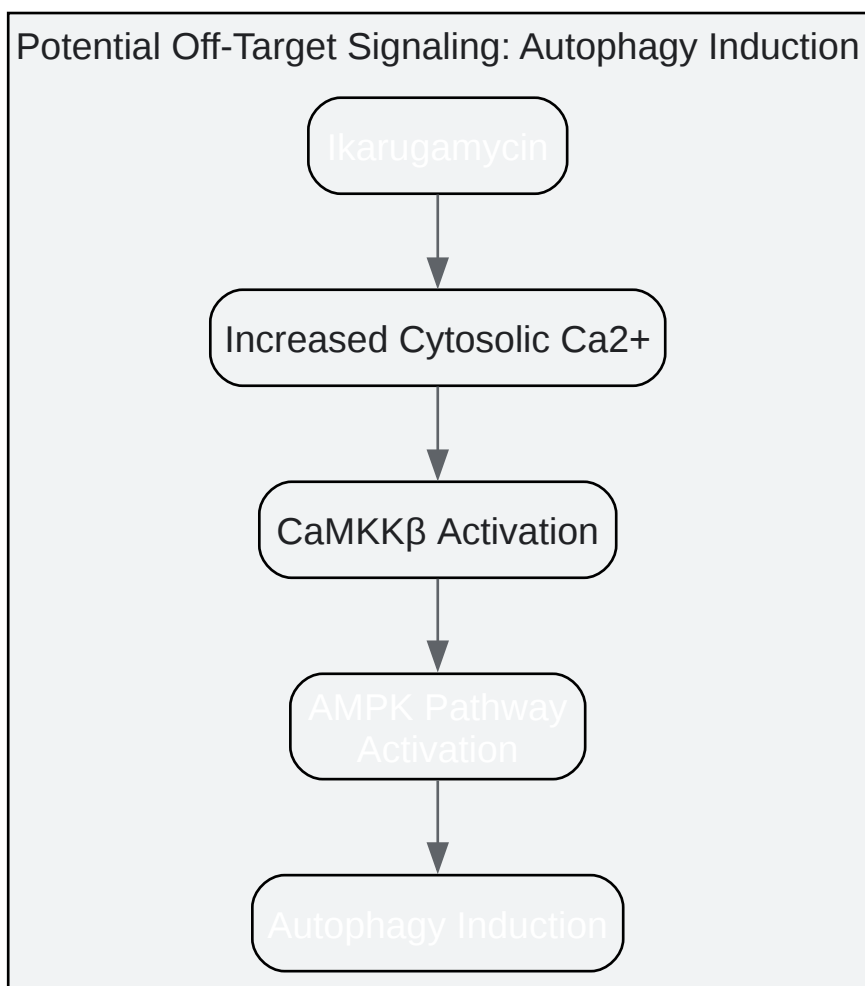 Potential Off-Target Signaling: Autophagy Induction
Ikarugamycin
Increased Cytosolic Ca2+
CaMKKβ Activation
AMPK Pathway
Activation
Autophagy Induction